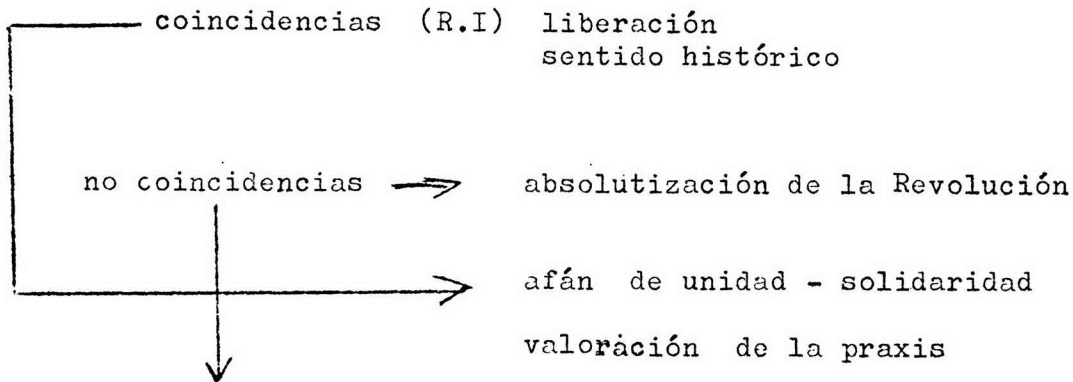 coincidencias (R.I) liberación
sentido histórico
no coincidencias absolutización de la Revolución
afán de unidad - solidaridad
valoración de la praxis